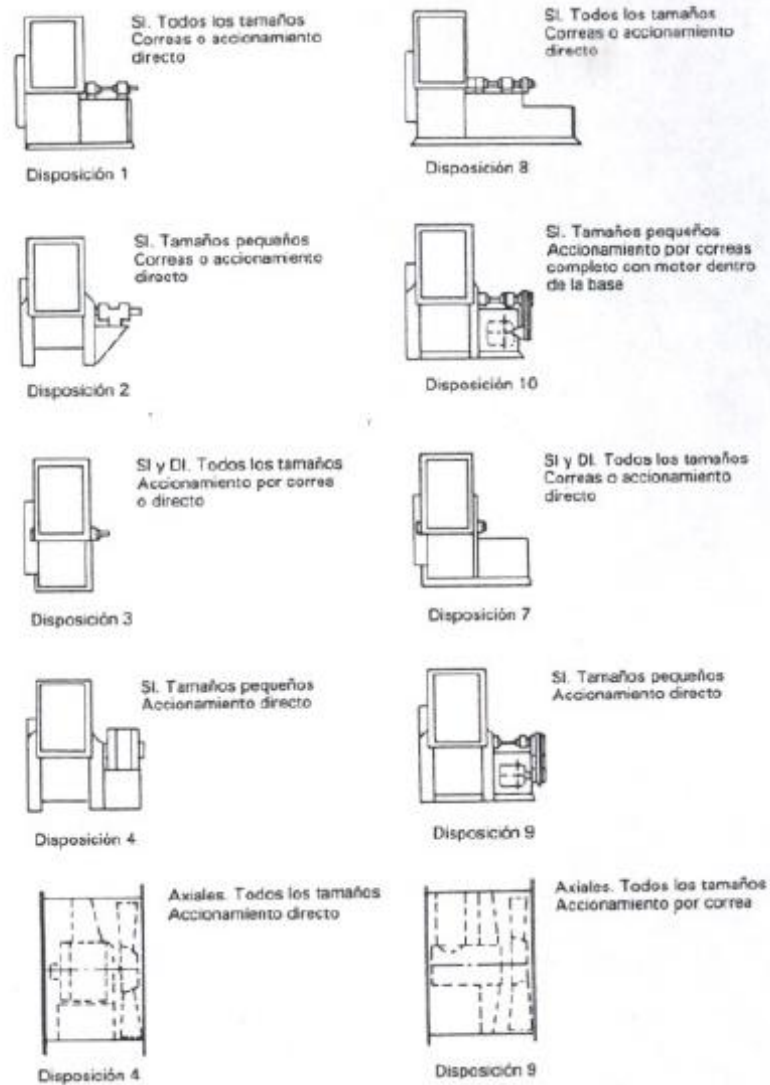 SI. Todos los tamaños
Correas o accionamiento
directo
Disposición 1
SI. Todos los tamaños
Correas o accionamiento
directo
Disposición 8
SI. Tamaños pequeños
Correas o accionamiento
directo
Disposición 2
SI. Tamaños pequeños
Accionamiento por correas
completo con motor dentro
de la base
Disposición 10
SI y DI. Todos los tamaños
Accionamiento por correa
o directo
Disposición 3
SI y DI. Todos los tamaños
Correas o accionamiento
directo
Disposición 7
SI. Tamaños pequeños
Accionamiento directo
Disposición 4
SI. Tamaños pequeños
Accionamiento directo
Disposición 9
Axiales. Todos los tamaños
Accionamiento directo
Disposición 4
Axiales. Todos los tamaños
Accionamiento por correa
Disposición 9